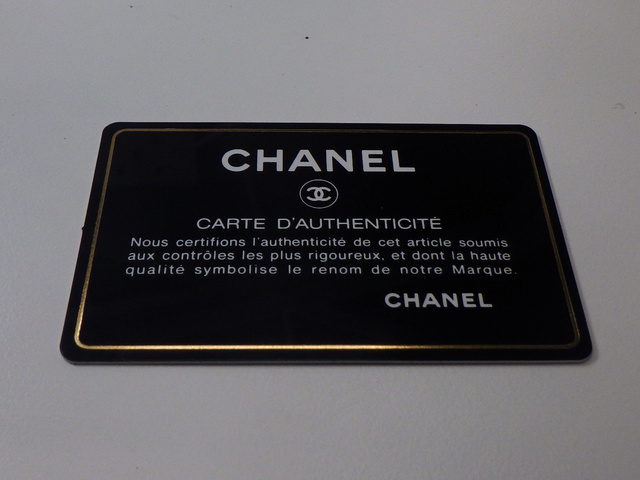 CHANEL
CARTE D'AUTHENTICITÉ
Nous certifions l'authenticité de cet article soumis
aux contrôles les plus rigoureux, et dont la haute
qualité symbolise le renom de notre Marque.
CHANEL